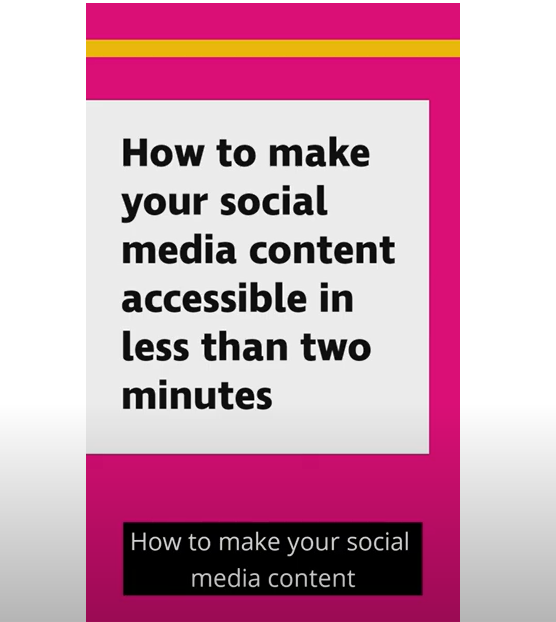 How to make
your social
media content
accessible in
less than two
minutes
How to make your social
media content